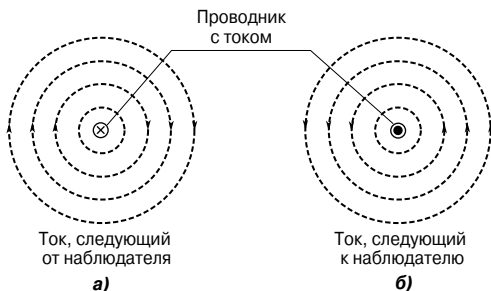 Проводник
с током
Ток, следующий
от наблюдателя
а)
Ток, следующий
к наблюдателю
б)